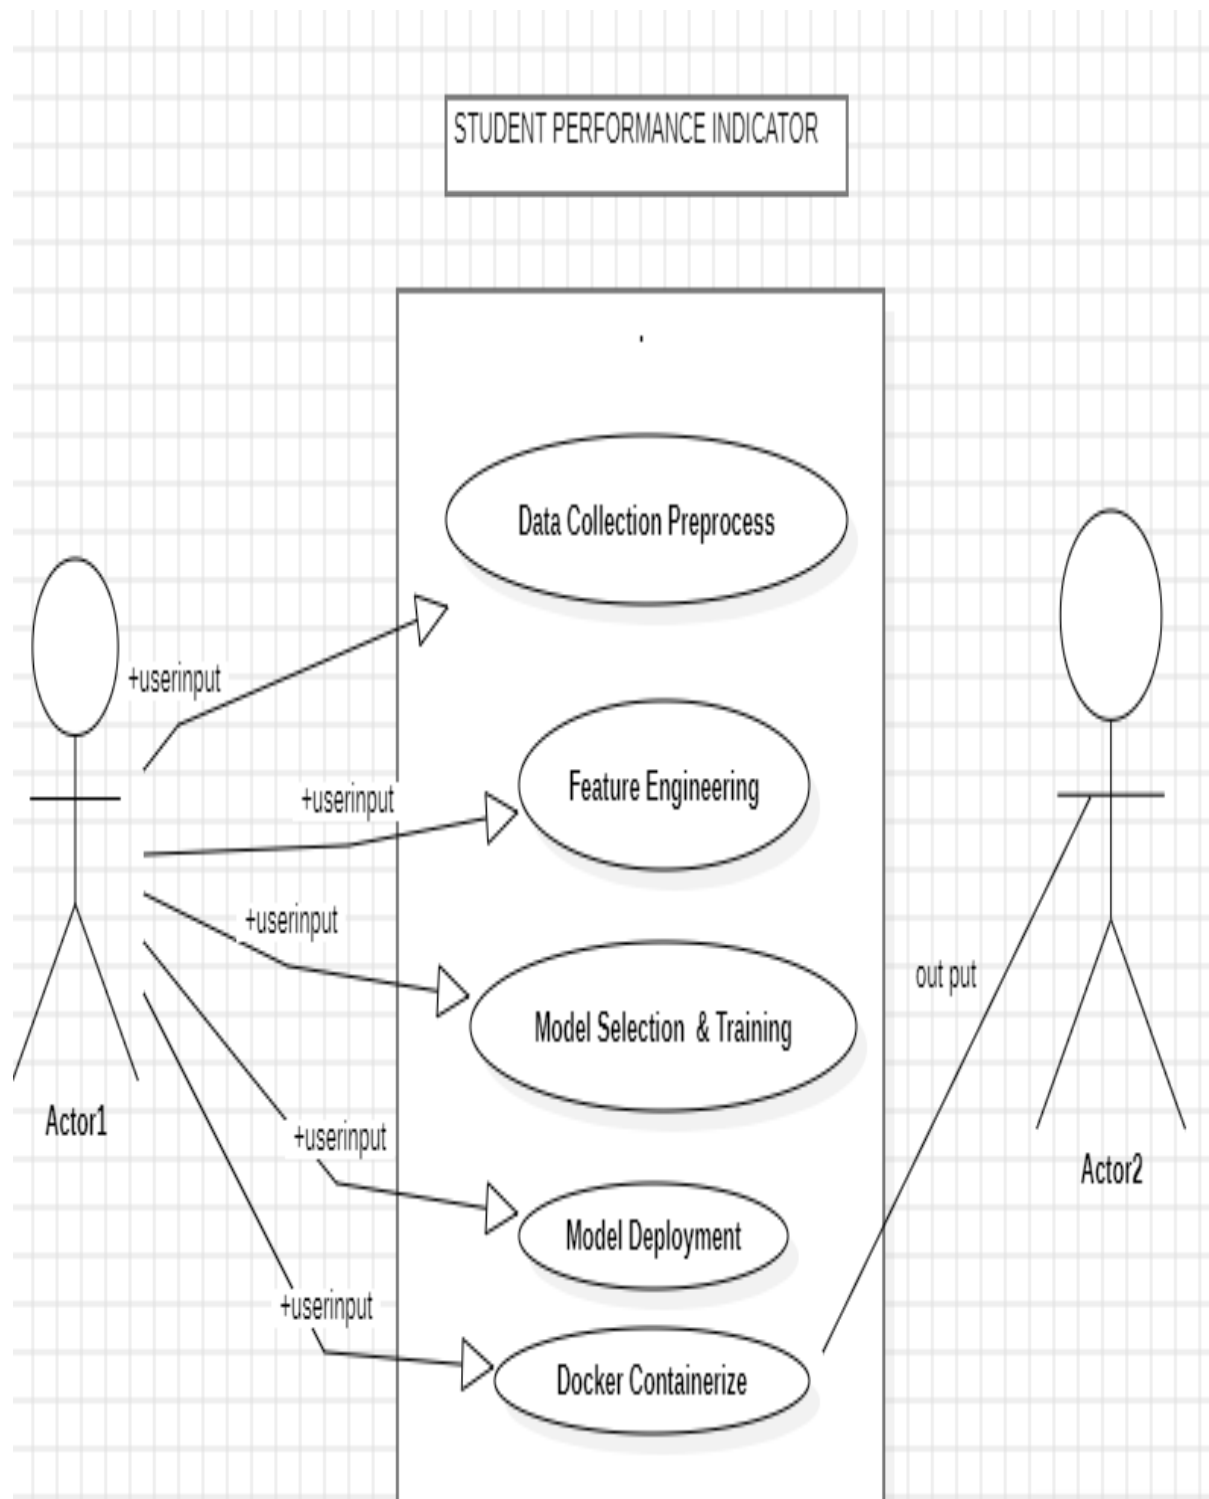 STUDENT PERFORMANCE INDICATOR
Data Collection Preprocess
+userinput
Feature Engineering
+userinput
+userinput
out put
Model Selection & Training
Actor1
+userinput
Actor2
Model Deployment
+userinput
Docker Containerize